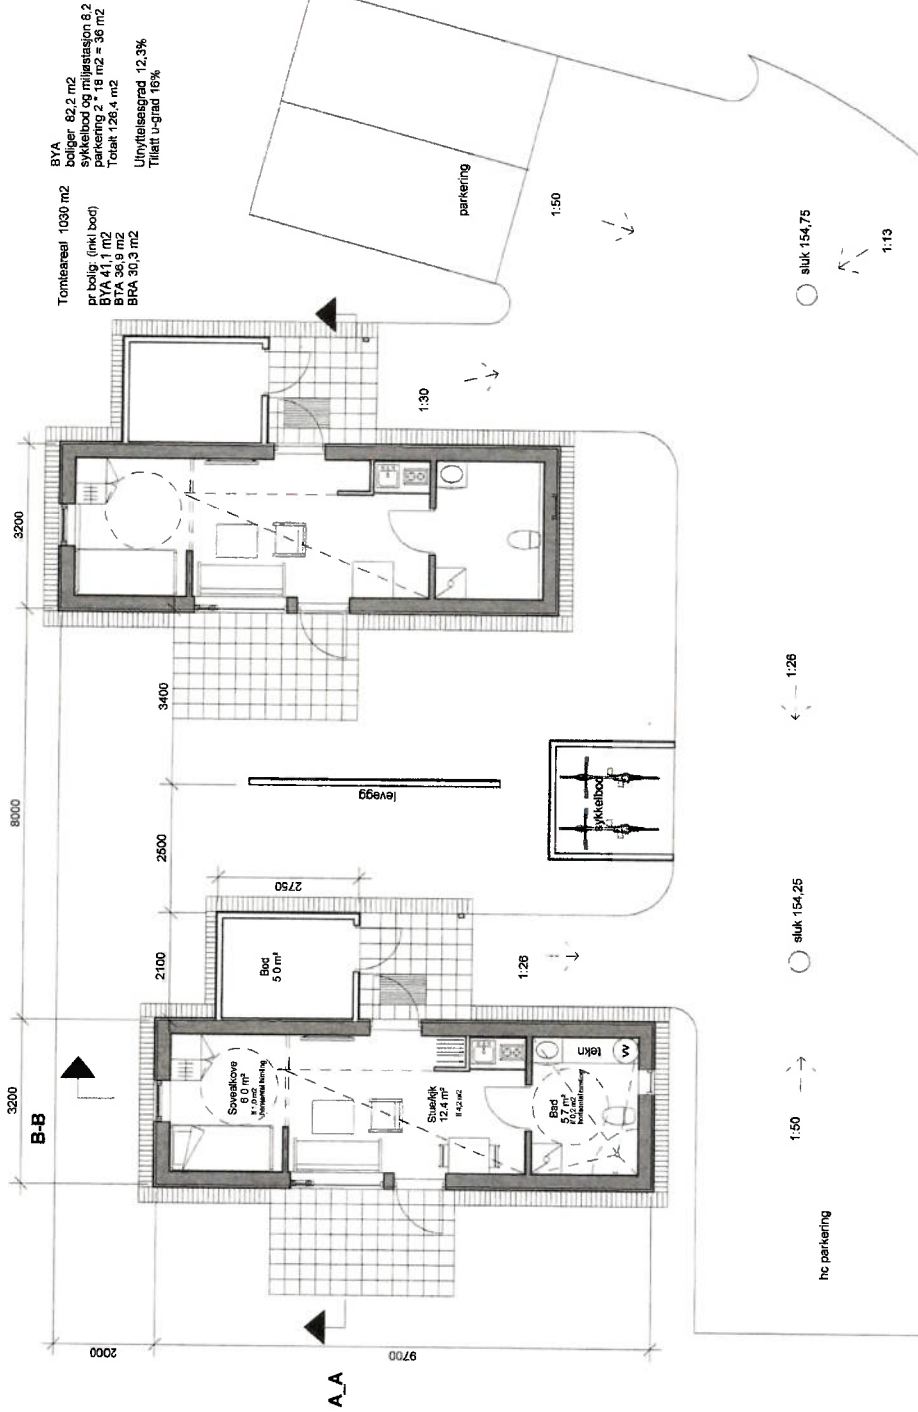 Tomteareal 1030 m2
pr bolig: (inkl bod)
BYA 41,1 m2
BTA 36,9 m2
BRA 30,3 m2
BYA
boliger 82,2 m2
sykkelbod og miljøstasjon 8,2
parkering 2 * 18 m2 = 36 m2
Totalt 126,4 m2
Utnyttelsesgrad 12,3%
Tillatt u-grad 16%
parkering
1:50
sluk 154,75
1:13
1:30
3200
3400
8000
levegg
2500
sykkelbod
1:26
2750
Bod
5.0 m²
2100
1:26
sluk 154,25
3200
B-B
Sovealkove
6.0 m²
Stue/kjk
12.4 m²
Bad
5.7 m²
tekn
VV
1:50
hc parkering
2000
9700
A_A